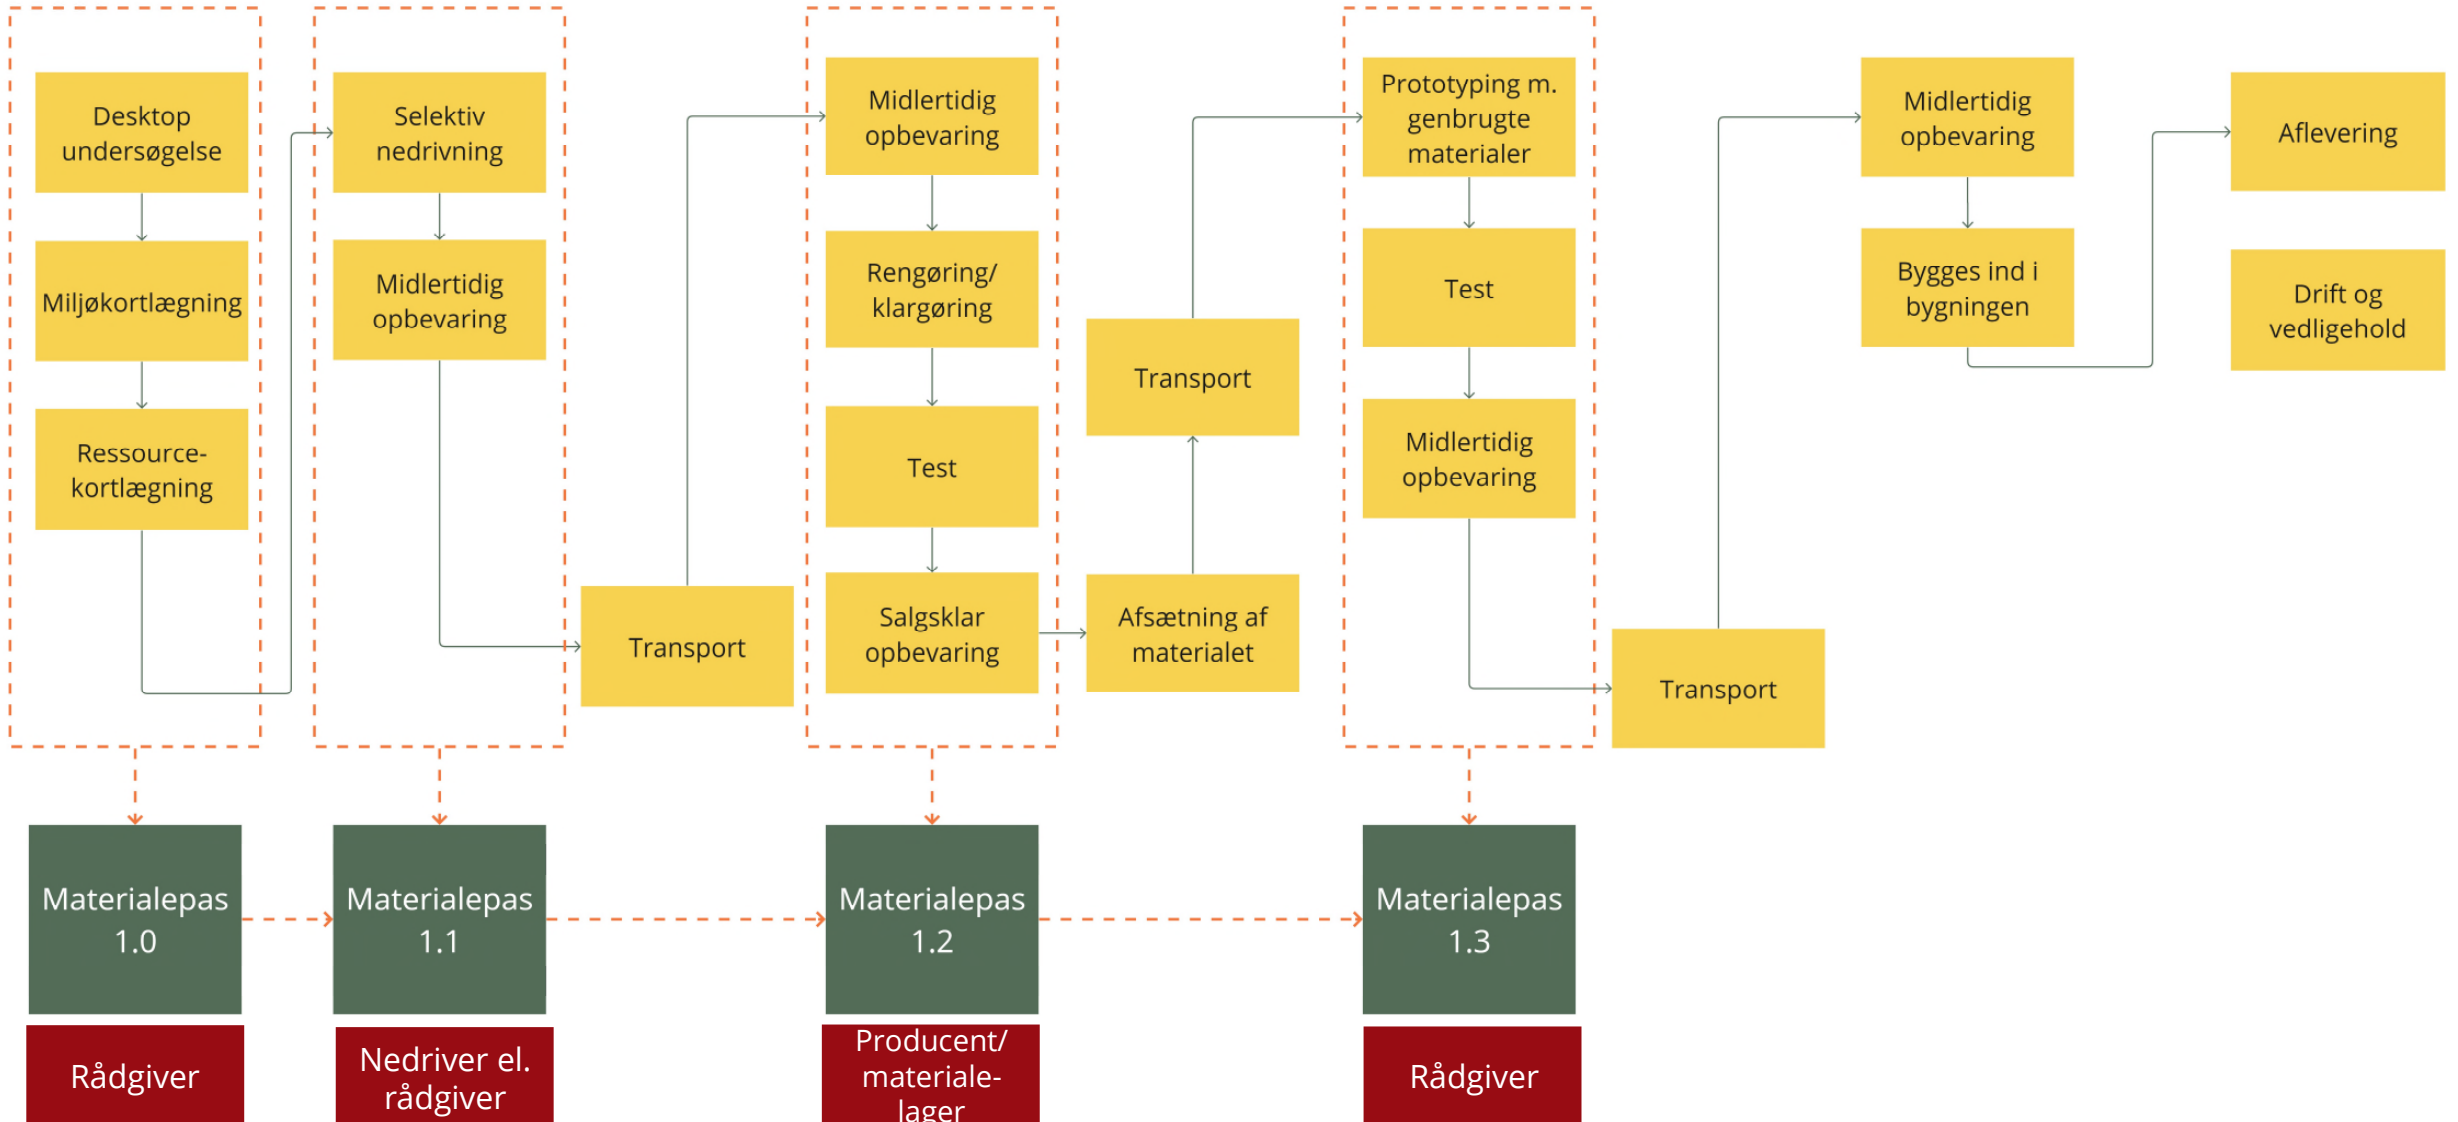 Desktop
undersøgelse
Miljøkortlægning
Ressource-
kortlægning
Selektiv
nedrivning
Midlertidig
opbevaring
Transport
Midlertidig
opbevaring
Rengøring/
klargøring
Test
Salgsklar
opbevaring
Afsætning af
materialet
Transport
Prototyping m.
genbrugte
materialer
Test
Midlertidig
opbevaring
Transport
Midlertidig
opbevaring
Bygges ind i
bygningen
Aflevering
Drift og
vedligehold
Materialepas
1.0
Materialepas
1.1
Materialepas
1.2
Materialepas
1.3
Rådgiver
Nedriver el.
rådgiver
Producent/
materiale-
lager
Rådgiver